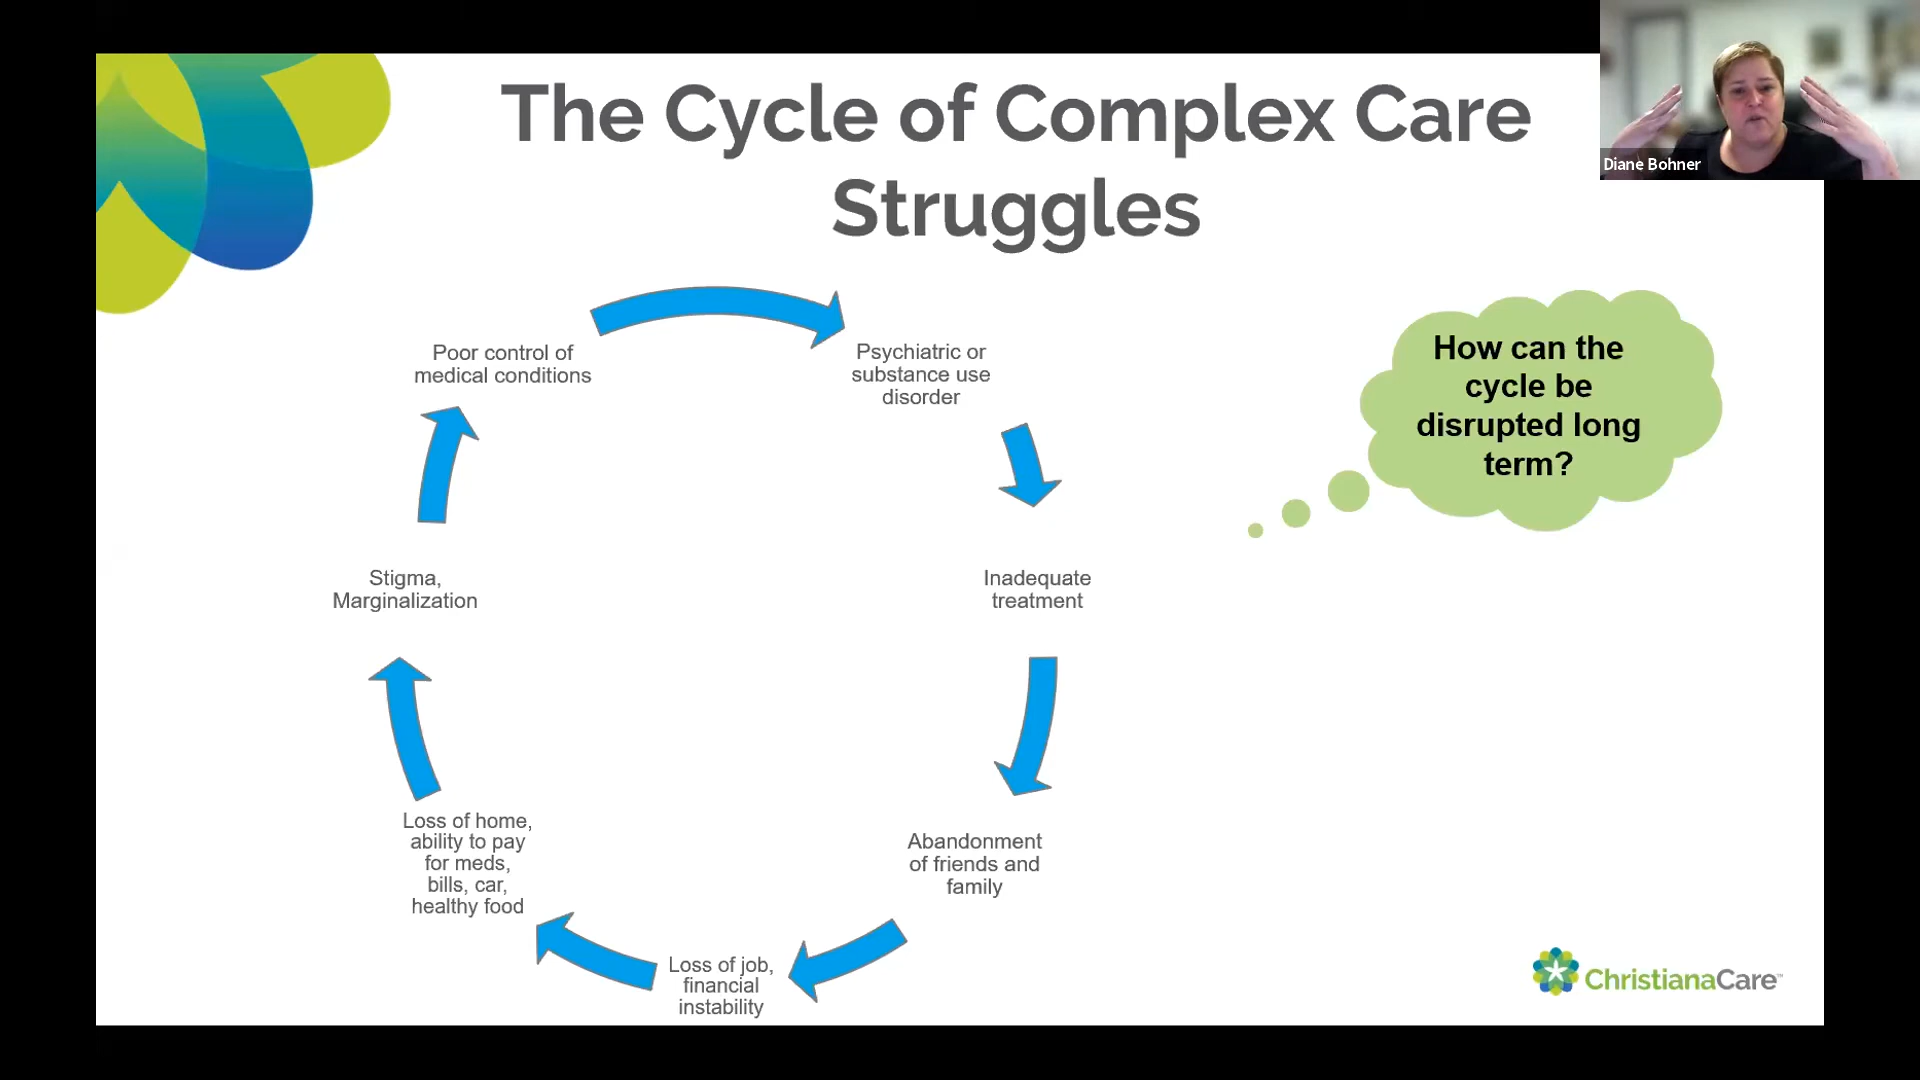 The Cycle of Complex Care
Struggles
Diane Bohner
Poor control of
medical conditions
Psychiatric or
substance use
disorder
Inadequate
treatment
Abandonment
of friends and
family
Loss of job,
financial
instability
Loss of home,
ability to pay
for meds,
bills, car,
healthy food
Stigma,
Marginalization
How can the
cycle be
disrupted long
term?
ChristianaCare™